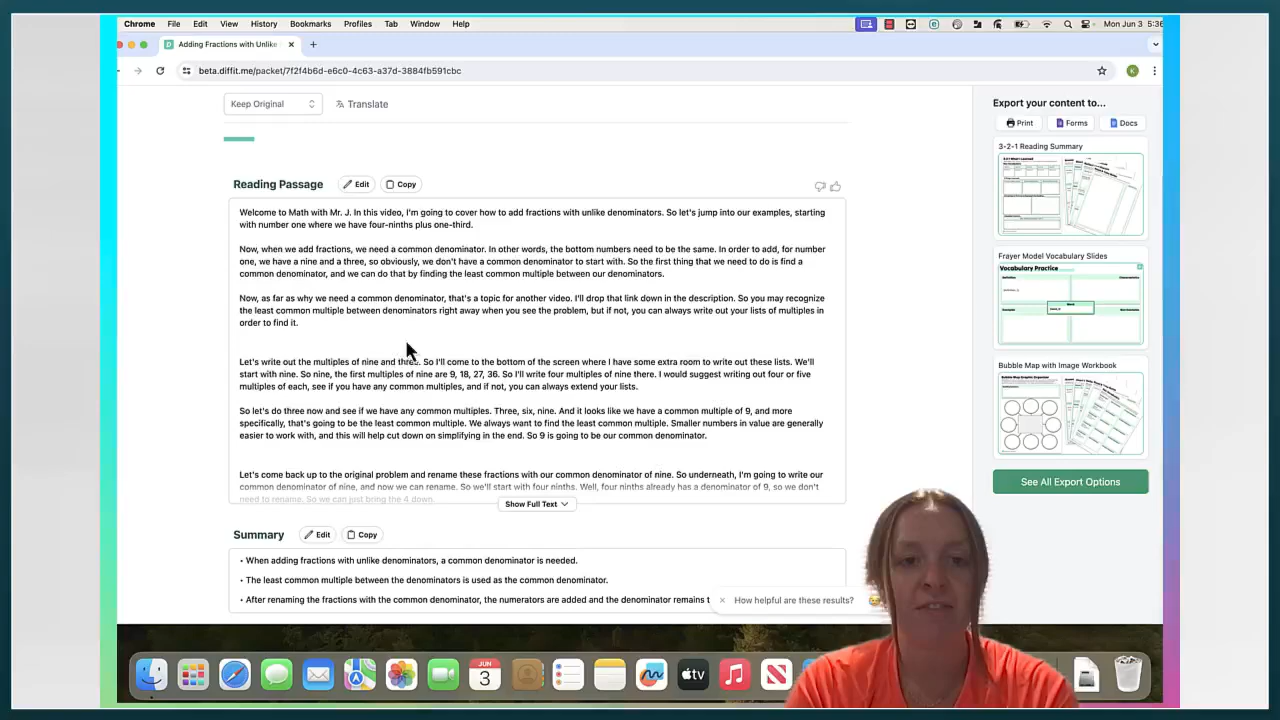 Chrome File Edit View History Bookmarks Profiles Tab Window Help Mon Jun 3 5:36
Adding Fractions with Unlike
beta.diffit.me/packet/7f2f4b6d-e6c0-4c63-a37d-3884fb591cbc K
Keep Original Translate
Reading Passage Edit Copy
Welcome to Math with Mr. J. In this video, I'm going to cover how to add fractions with unlike denominators. So let's jump into our examples, starting
with number one where we have four-ninths plus one-third.
Now, when we add fractions, we need a common denominator. In other words, the bottom numbers need to be the same. In order to add, for number
one, we have a nine and a three, so obviously, we don't have a common denominator to start with. So the first thing that we need to do is find a
common denominator, and we can do that by finding the least common multiple between our denominators.
Now, as far as why we need a common denominator, that's a topic for another video. I'll drop that link down in the description. So you may recognize
the least common multiple between denominators right away when you see the problem, but if not, you can always write out your lists of multiples in
order to find it.
Let's write out the multiples of nine and three. So I'll come to the bottom of the screen where I have some extra room to write out these lists. We'll
start with nine. So nine, the first multiples of nine are 9, 18, 27, 36. So I'll write four multiples of nine there. I would suggest writing out four or five
multiples of each, see if you have any common multiples, and if not, you can always extend your lists.
So let's do three now and see if we have any common multiples. Three, six, nine. And it looks like we have a common multiple of 9, and more
specifically, that's going to be the least common multiple. We always want to find the least common multiple. Smaller numbers in value are generally
easier to work with, and this will help cut down on simplifying in the end. So 9 is going to be our common denominator.
Let's come back up to the original problem and rename these fractions with our common denominator of nine. So underneath, I'm going to write our
common denominator of nine, and now we can rename. So we'll start with four ninths. Well, four ninths already has a denominator of 9, so we don't
need to rename. So we can just bring the 4 down.
Show Full Text
Summary Edit Copy
• When adding fractions with unlike denominators, a common denominator is needed.
• The least common multiple between the denominators is used as the common denominator.
• After renaming the fractions with the common denominator, the numerators are added and the denominator remains t
How helpful are these results?
Export your content to...
Print Forms Docs
3-2-1 Reading Summary
Frayer Model Vocabulary Slides
Vocabulary Practice
Bubble Map with Image Workbook
See All Export Options
JUN
3
tv